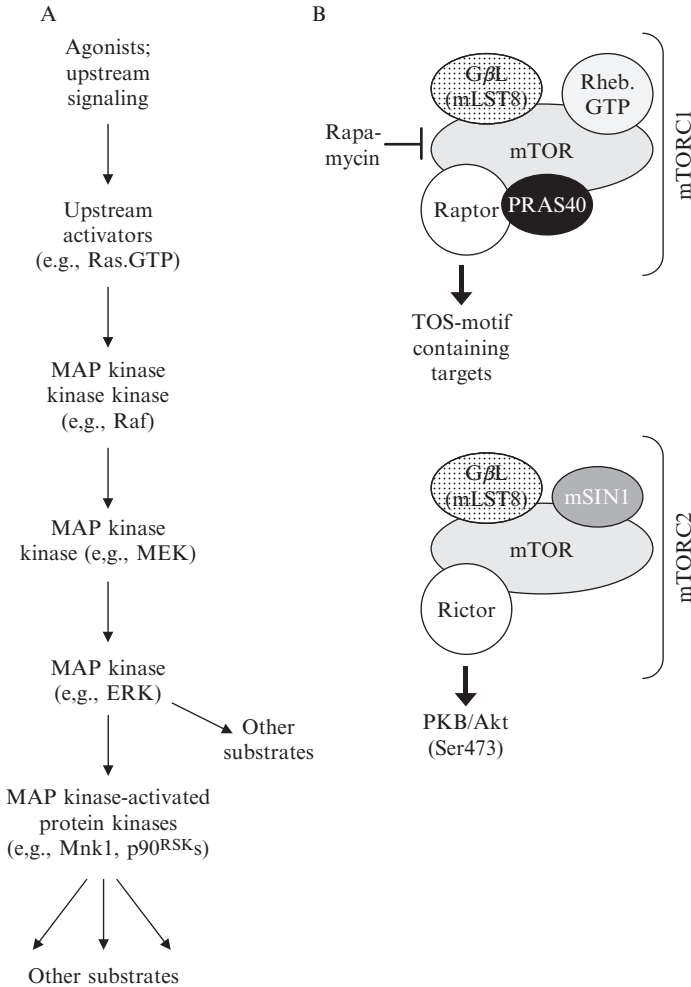 A
Agonists;
upstream
signaling
Upstream
activators
(e.g., Ras.GTP)
MAP kinase
kinase kinase
(e,g., Raf)
MAP kinase
kinase (e,g., MEK)
MAP kinase
(e,g., ERK)
Other
substrates
MAP kinase-activated
protein kinases
(e,g., Mnk1, p90RSKs)
Other substrates
B
GβL
(mLST8)
Rheb.
GTP
Rapa-
mycin
mTOR
Raptor
PRAS40
TOS-motif
containing
targets
mTORC1
GβL
(mLST8)
mSIN1
mTOR
Rictor
PKB/Akt
(Ser473)
mTORC2